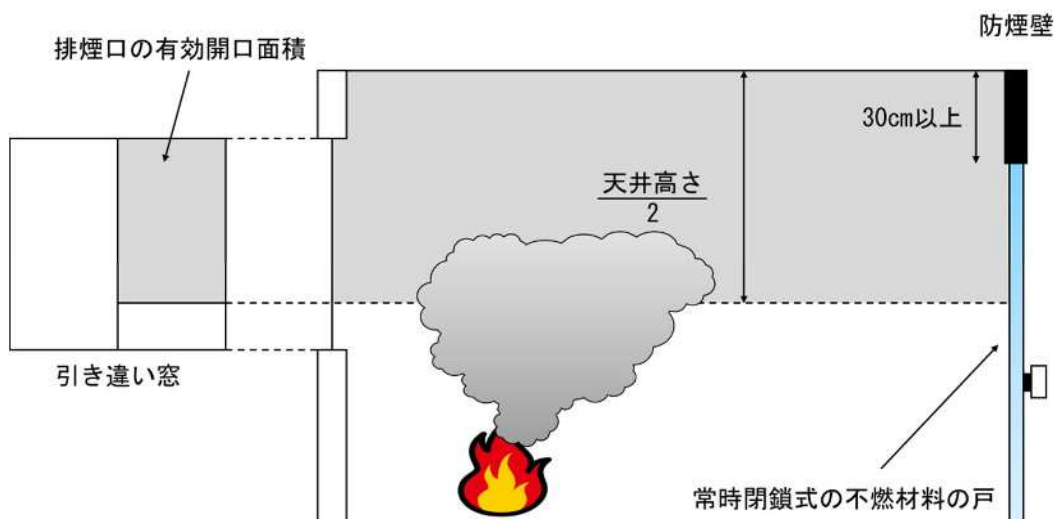 防煙壁
排煙口の有効開口面積
30cm以上
天井高さ
2
引き違い窓
常時閉鎖式の不燃材料の戸